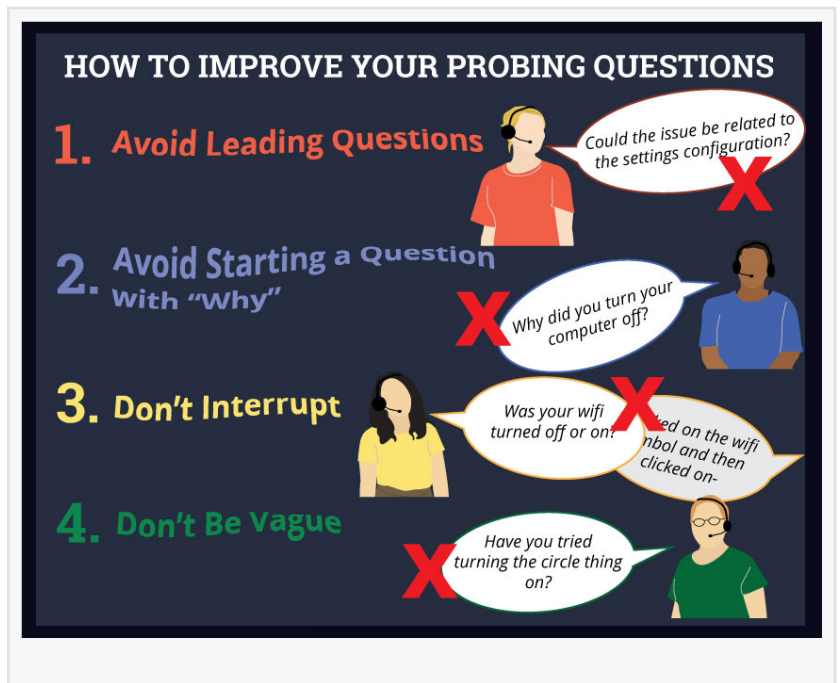 HOW TO IMPROVE YOUR PROBING QUESTIONS
1. Avoid Leading Questions
Could the issue be related to
the settings configuration?
2. Avoid Starting a Question
With “Why”
Why did you turn your
computer off?
3. Don’t Interrupt
Was your wifi
turned off or on?
on the wifi
and then
clicked on-
4. Don’t Be Vague
Have you tried
turning the circle thing
on?